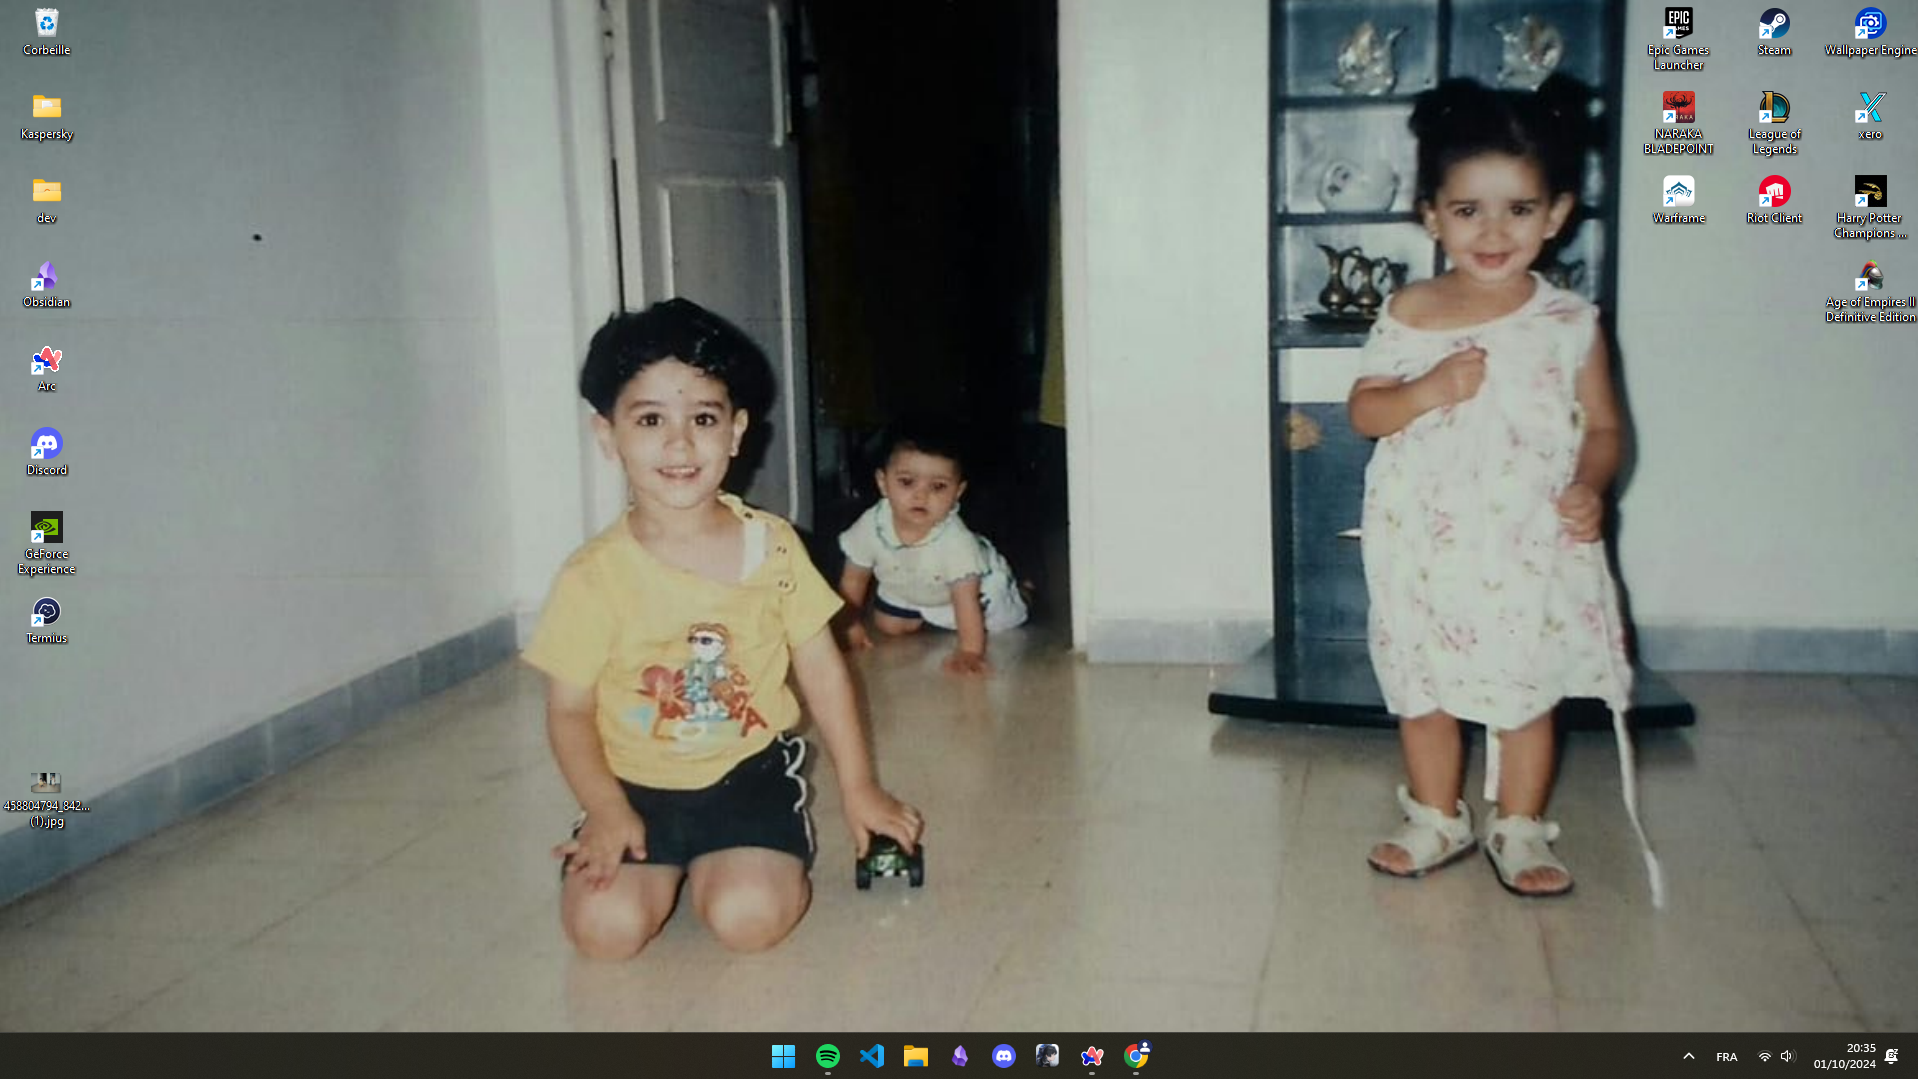 Corbeille
Kaspersky
dev
Obsidian
Arc
Discord
GeForce
Experience
Termius
458804794_842...
(1).jpg
EPIC
GAMES
Epic Games
Launcher
Steam
Wallpaper Engine
NARAKA
BLADEPOINT
League of
Legends
xero
Warframe
Riot Client
Harry Potter
Champions ...
Age of Empires II
Definitive Edition
FRA
20:35
01/10/2024